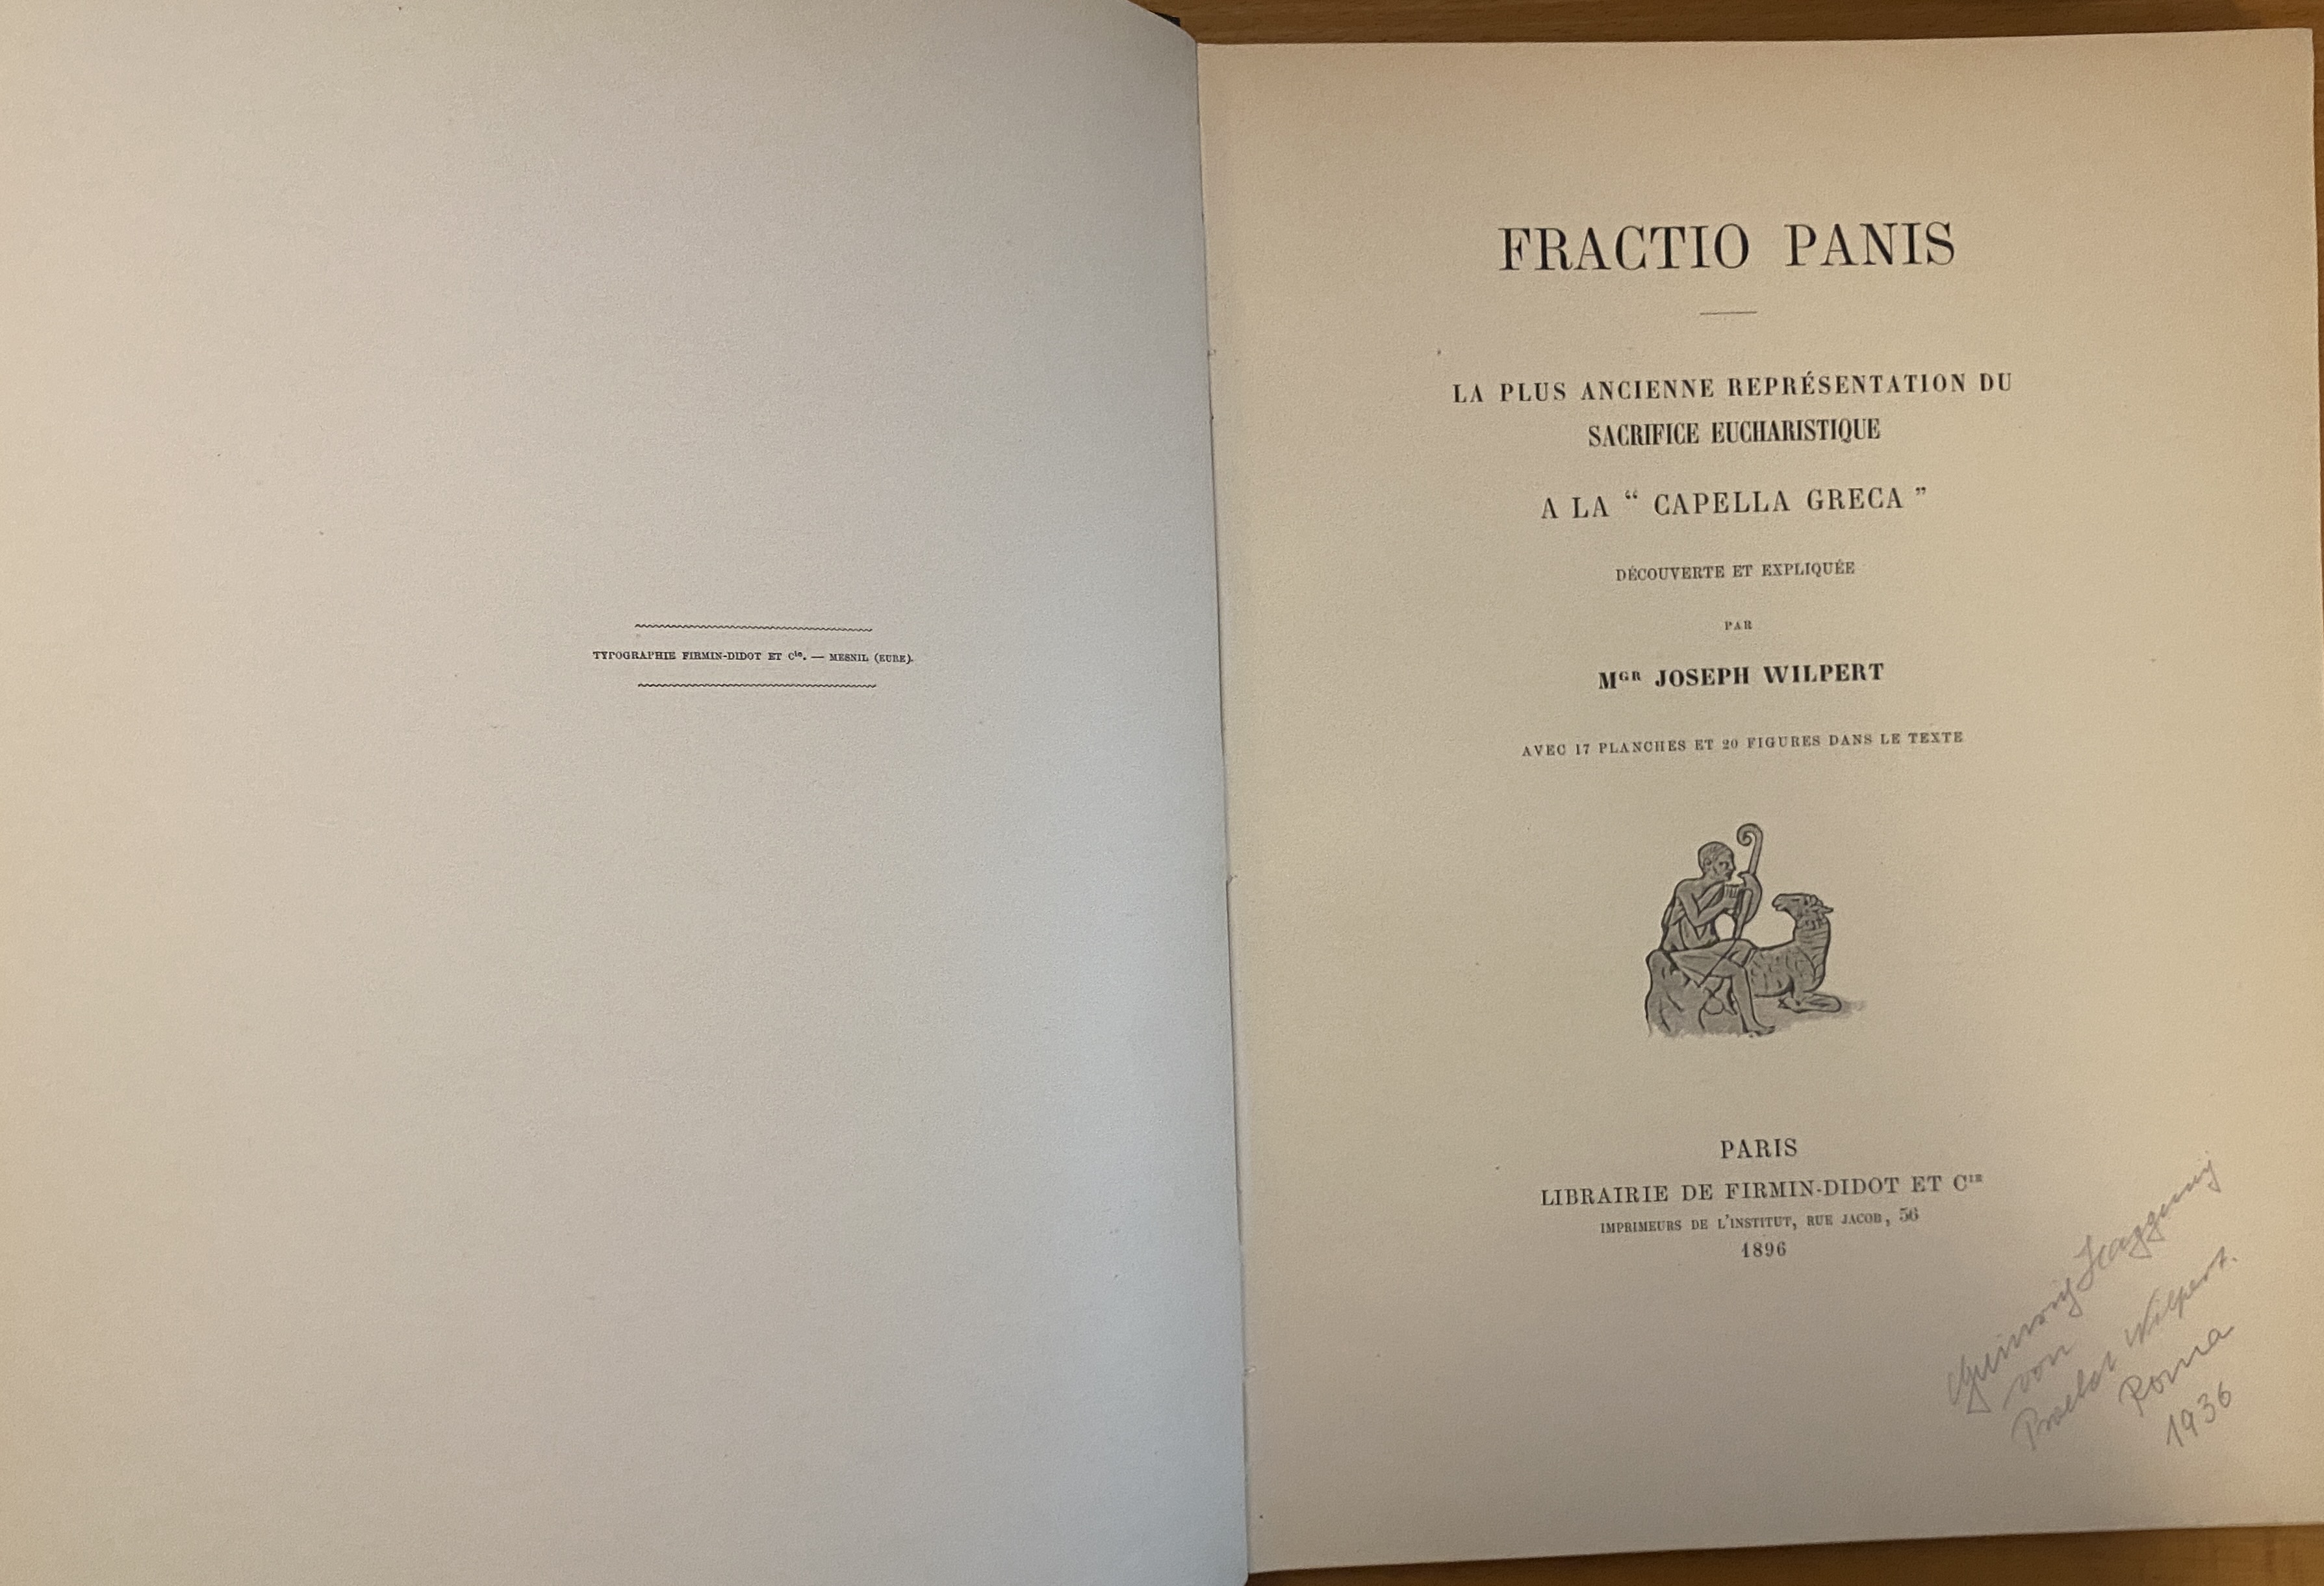 TYPOGRAPHIE FIRMIN-DIDOT ET Cie. — MESNIL (EURE).
FRACTIO PANIS
LA PLUS ANCIENNE REPRÉSENTATION DU
SACRIFICE EUCHARISTIQUE
A LA “ CAPELLA GRECA ”
DÉCOUVERTE ET EXPLIQUÉE
PAR
MGR JOSEPH WILPERT
AVEC 17 PLANCHES ET 20 FIGURES DANS LE TEXTE
PARIS
LIBRAIRIE DE FIRMIN-DIDOT ET CIE
IMPRIMEURS DE L'INSTITUT, RUE JACOB, 56
1896
von
Wilpert.
Roma
1936